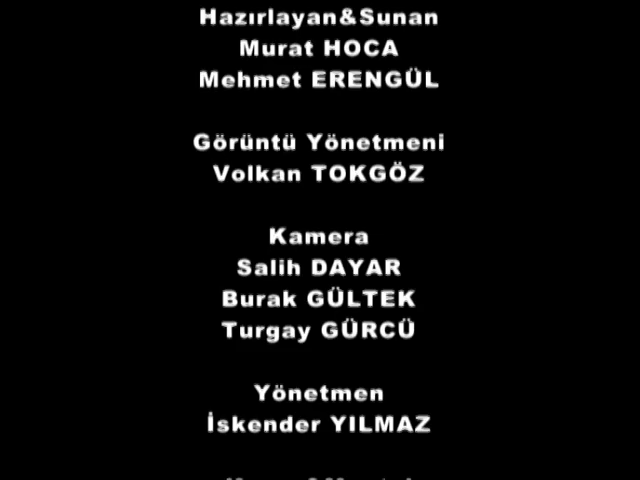 Hazırlayan&Sunan
Murat HOCA
Mehmet ERENGÜL
Görüntü Yönetmeni
Volkan TOKGÖZ
Kamera
Salih DAYAR
Burak GÜLTEK
Turgay GÜRCÜ
Yönetmen
İskender YILMAZ